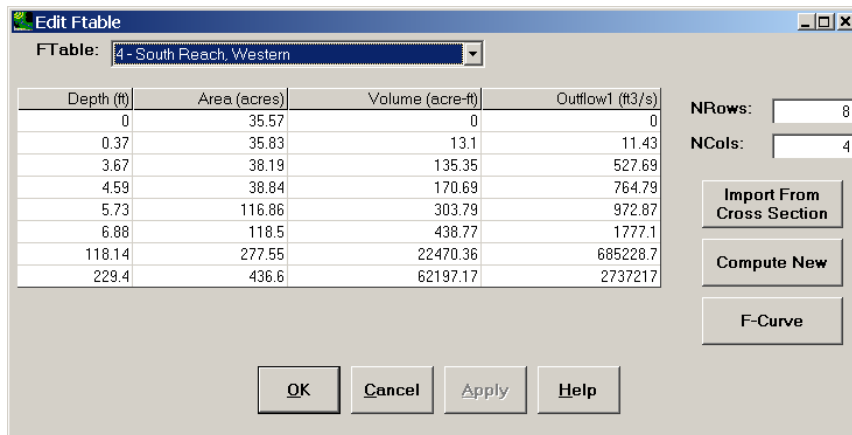 Edit Ftable
FTable: 4 - South Reach, Western
Depth (ft) Area (acres) Volume (acre-ft) Outflow1 (ft3/s)
0 35.57 0 0
0.37 35.83 13.1 11.43
3.67 38.19 135.35 527.69
4.59 38.84 170.69 764.79
5.73 116.86 303.79 972.87
6.88 118.5 438.77 1777.1
118.14 277.55 22470.36 685228.7
229.4 436.6 62197.17 2737217
NRows: 8
NCols: 4
Import From
Cross Section
Compute New
F-Curve
OK Cancel Apply Help